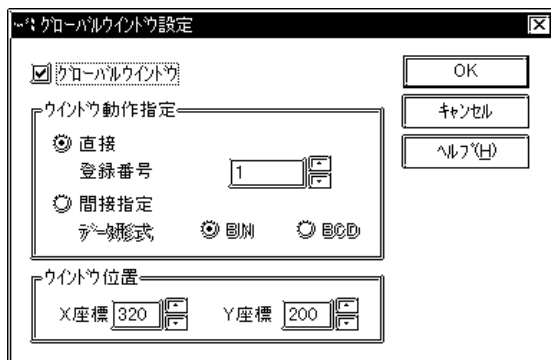 グローバルウインドウ設定
グローバルウインドウ
OK
キャンセル
ヘルプ(H)
ウインドウ動作指定
直接
登録番号 1
間接指定
データ形式 BIN BCD
ウインドウ位置
X座標 320 Y座標 200